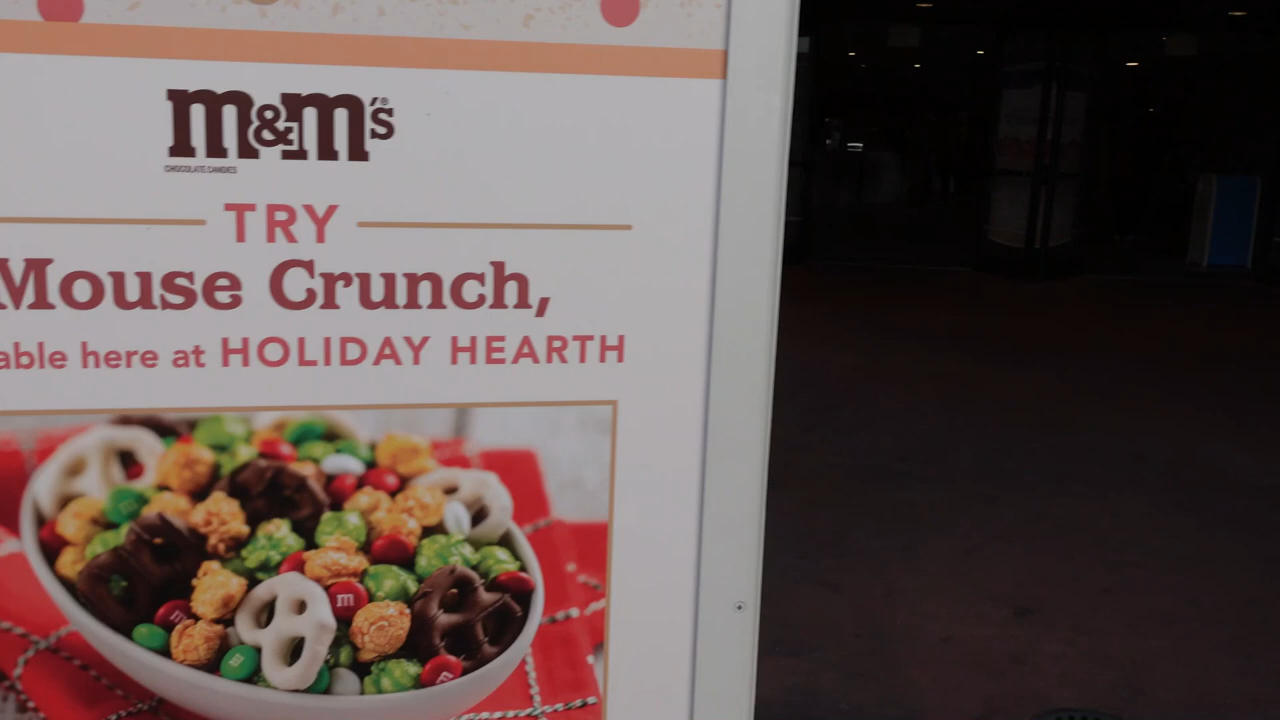 m&m's®
CHOCOLATE CANDIES
TRY
Mouse Crunch,
able here at HOLIDAY HEARTH
m
m
m